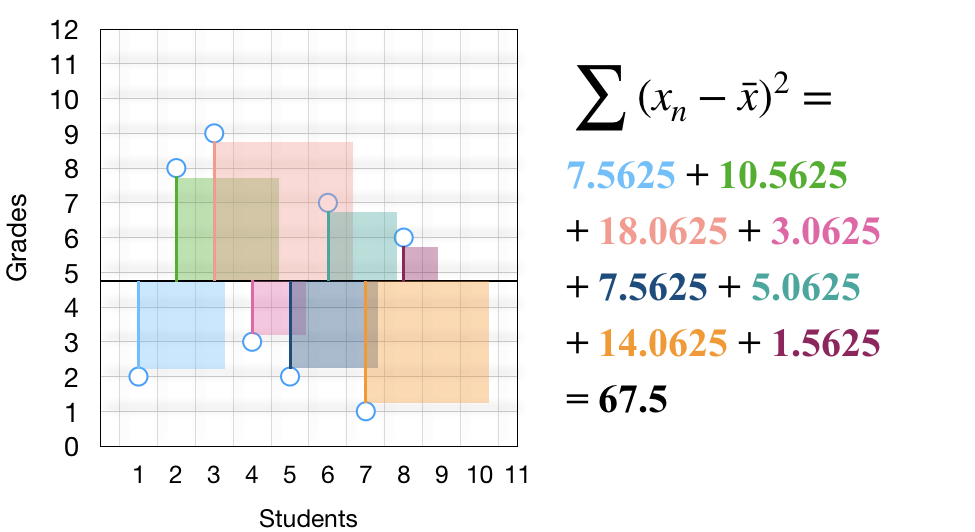 12
11
10
9
8
7
6
5
4
3
2
1
0
Grades
1 2 3 4 5 6 7 8 9 10 11
Students
∑ (xₙ − x̄)² =
7.5625 + 10.5625
+ 18.0625 + 3.0625
+ 7.5625 + 5.0625
+ 14.0625 + 1.5625
= 67.5